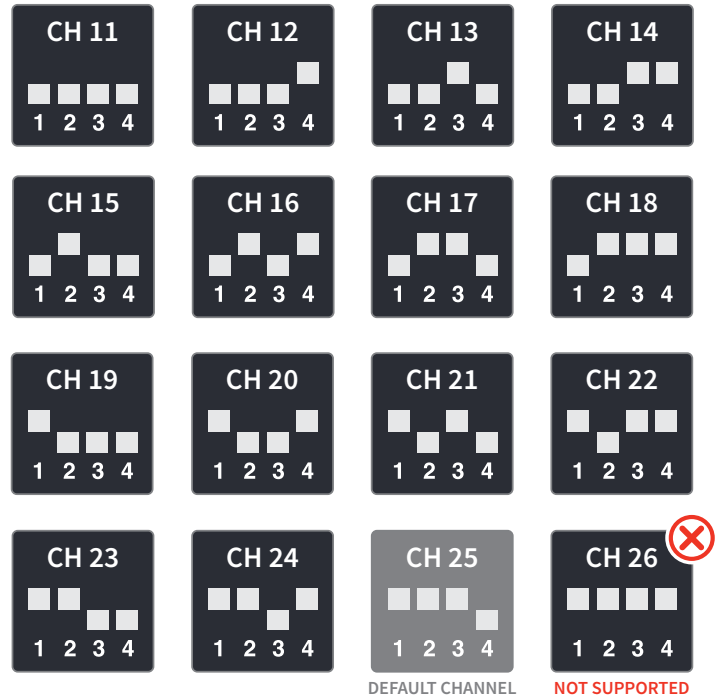 CH 11 CH 12 CH 13 CH 14
1 2 3 4 1 2 3 4 1 2 3 4 1 2 3 4
CH 15 CH 16 CH 17 CH 18
1 2 3 4 1 2 3 4 1 2 3 4 1 2 3 4
CH 19 CH 20 CH 21 CH 22
1 2 3 4 1 2 3 4 1 2 3 4 1 2 3 4
CH 23 CH 24 CH 25 CH 26
1 2 3 4 1 2 3 4 1 2 3 4 1 2 3 4
DEFAULT CHANNEL NOT SUPPORTED